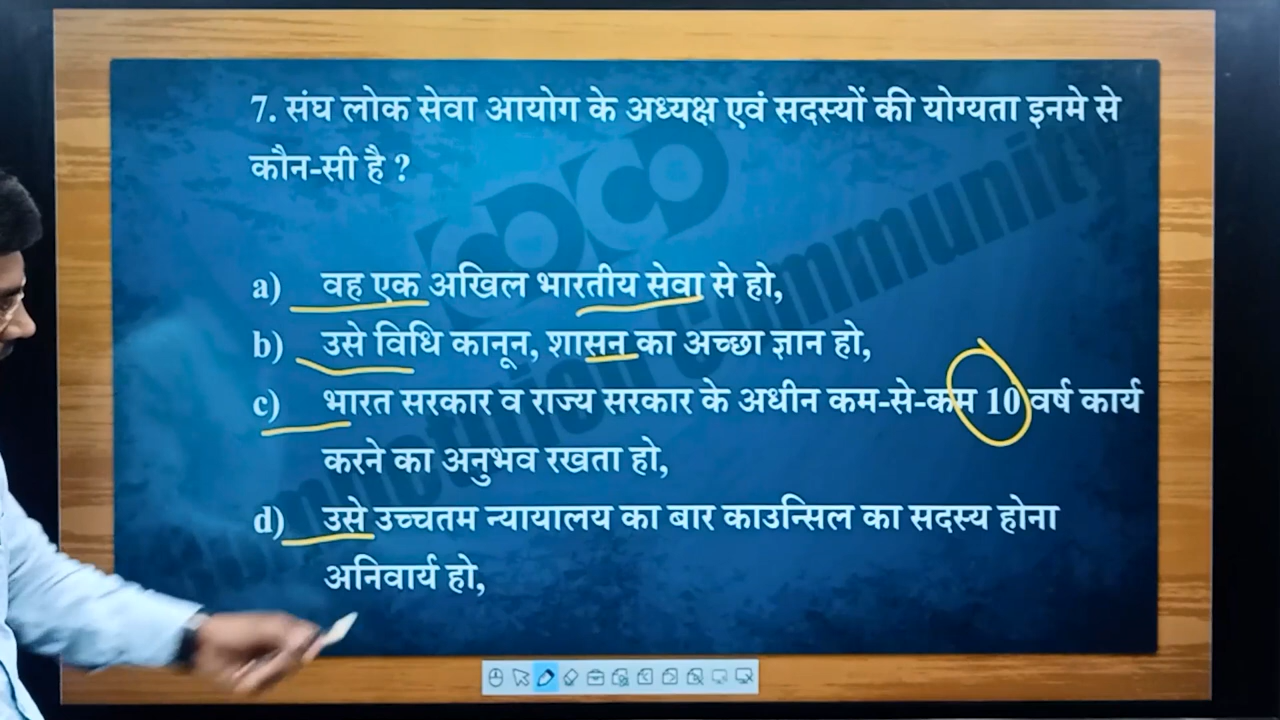 7. संघ लोक सेवा आयोग के अध्यक्ष एवं सदस्यों की योग्यता इनमे से
कौन-सी है ?
a) वह एक अखिल भारतीय सेवा से हो,
b) उसे विधि कानून, शासन का अच्छा ज्ञान हो,
c) भारत सरकार व राज्य सरकार के अधीन कम-से-कम 10 वर्ष कार्य
करने का अनुभव रखता हो,
d) उसे उच्चतम न्यायालय का बार काउन्सिल का सदस्य होना
अनिवार्य हो,
Community